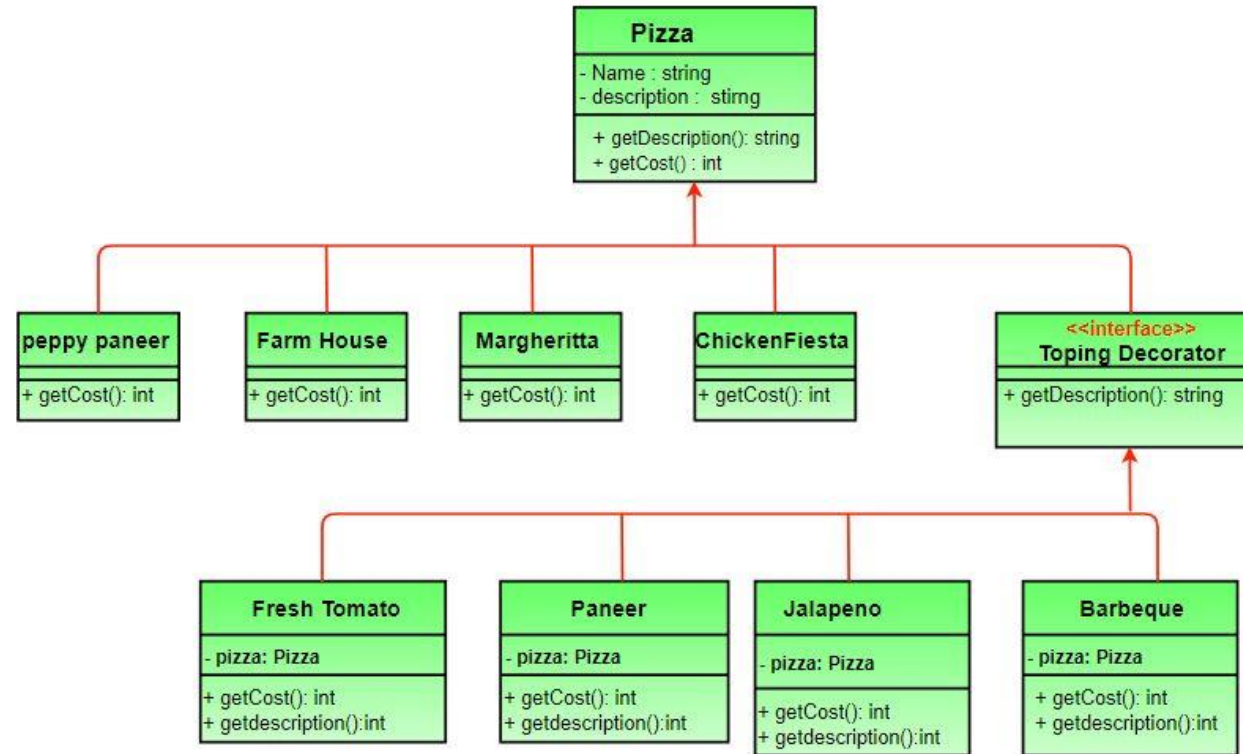 Pizza
- Name : string
- description : stirng
+ getDescription(): string
+ getCost() : int
peppy paneer
+ getCost(): int
Farm House
+ getCost(): int
Margheritta
+ getCost(): int
ChickenFiesta
+ getCost(): int
<<interface>>
Toping Decorator
+ getDescription(): string
Fresh Tomato
- pizza: Pizza
+ getCost(): int
+ getdescription():int
Paneer
- pizza: Pizza
+ getCost(): int
+ getdescription():int
Jalapeno
- pizza: Pizza
+ getCost(): int
+ getdescription():int
Barbeque
- pizza: Pizza
+ getCost(): int
+ getdescription():int